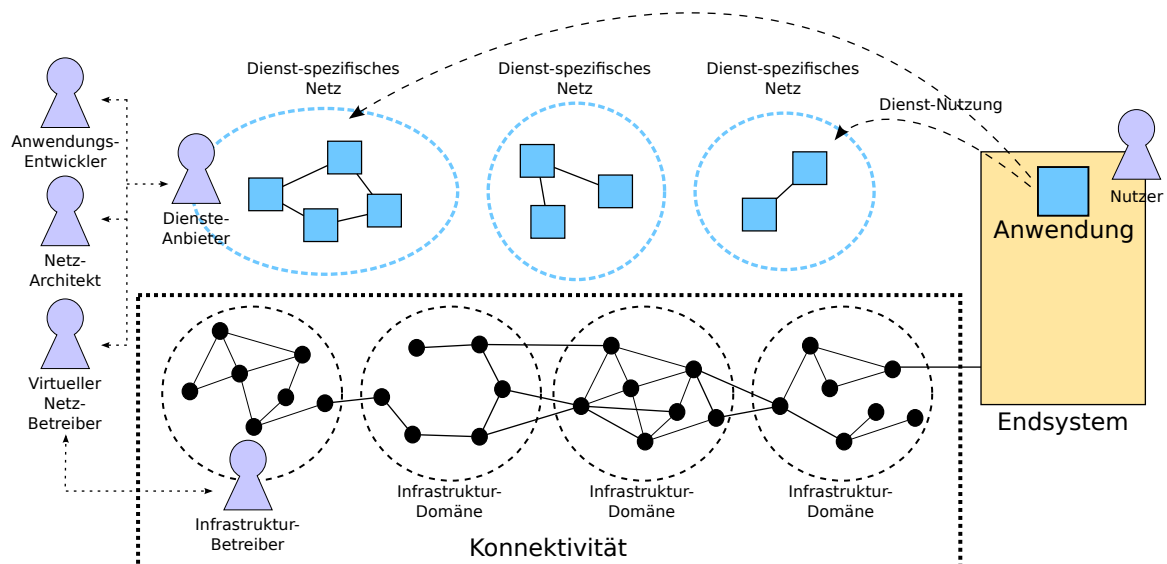 Dienst-spezifisches
Netz
Dienst-spezifisches
Netz
Dienst-spezifisches
Netz
Dienst-Nutzung
Anwendungs-
Entwickler
Dienste-
Anbieter
Nutzer
Anwendung
Netz-
Architekt
Virtueller
Netz-
Betreiber
Endsystem
Infrastruktur-
Domäne
Infrastruktur-
Domäne
Infrastruktur-
Domäne
Infrastruktur-
Betreiber
Konnektivität